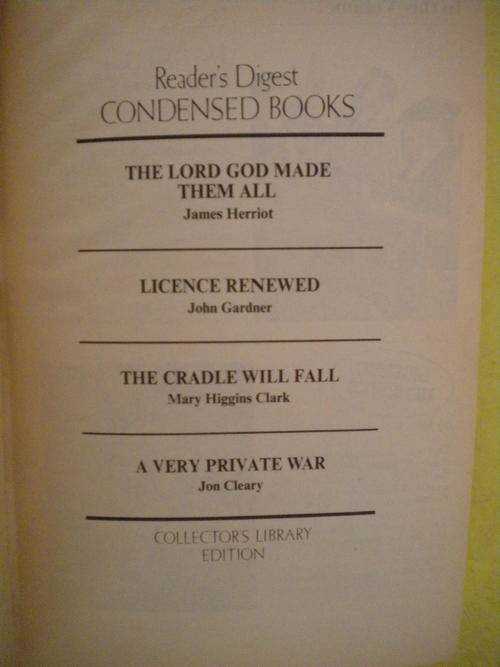 Reader's Digest
CONDENSED BOOKS
THE LORD GOD MADE
THEM ALL
James Herriot
LICENCE RENEWED
John Gardner
THE CRADLE WILL FALL
Mary Higgins Clark
A VERY PRIVATE WAR
Jon Cleary
COLLECTOR'S LIBRARY
EDITION